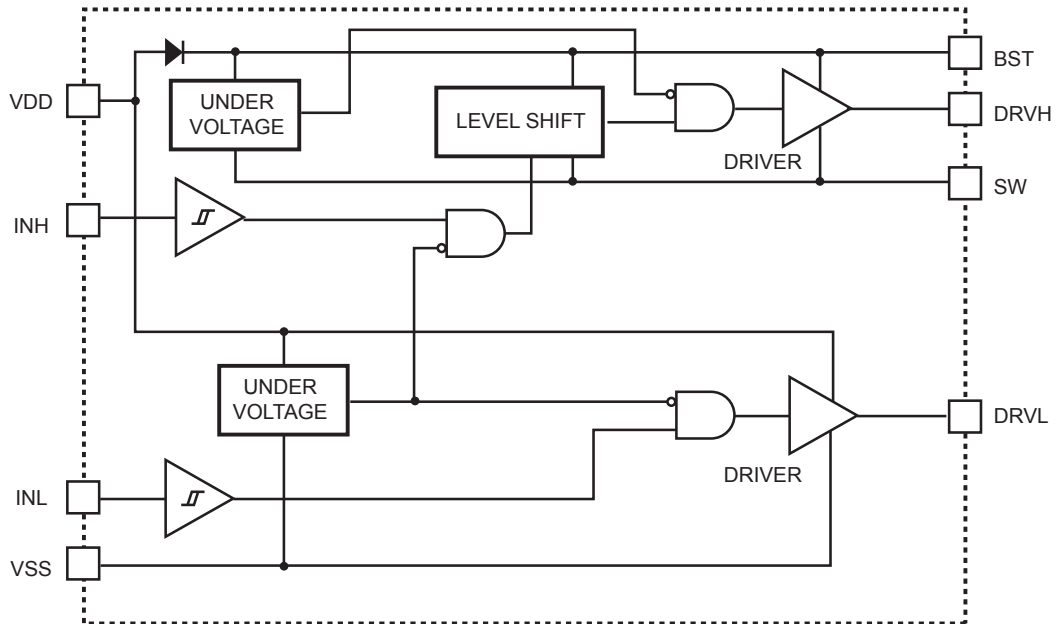 BST
VDD
UNDER
VOLTAGE
LEVEL SHIFT
DRVH
DRIVER
SW
INH
UNDER
VOLTAGE
DRVL
DRIVER
INL
VSS